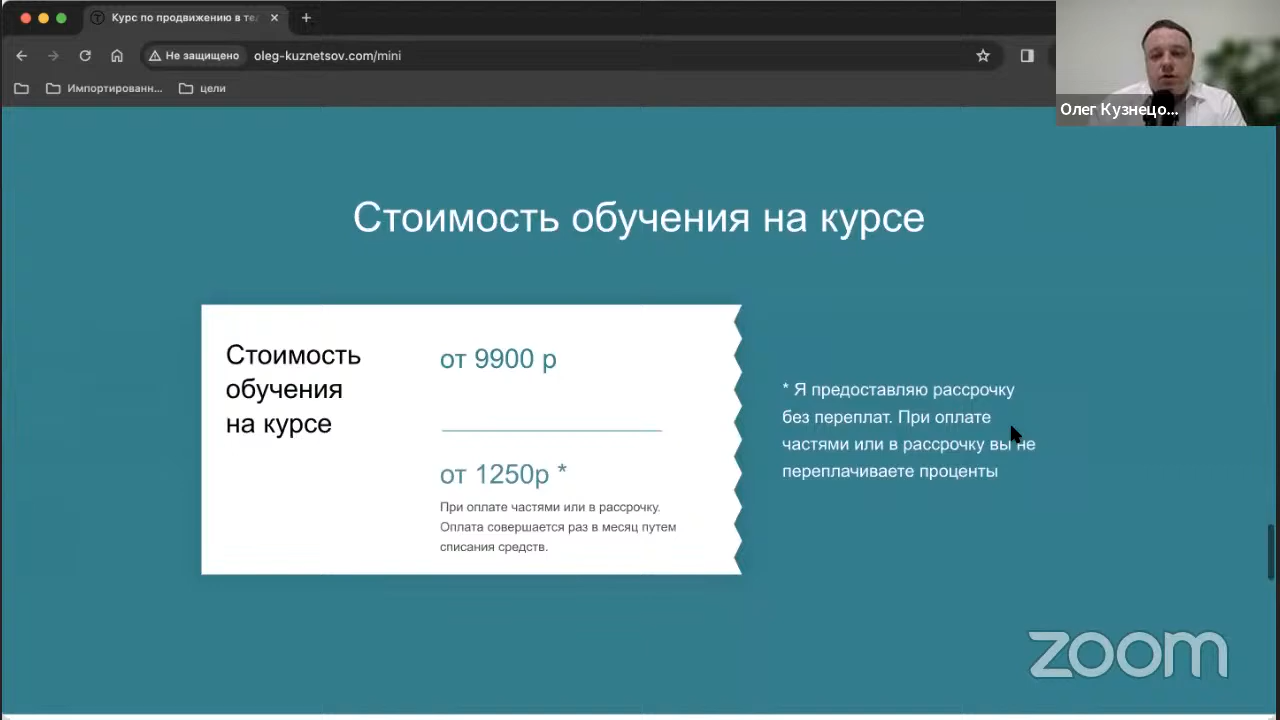 Курс по продвижению в тел
Не защищено
oleg-kuznetsov.com/mini
Импортированн...
цели
Олег Кузнецо...
Стоимость обучения на курсе
Стоимость
обучения
на курсе
от 9900 р
от 1250р *
При оплате частями или в рассрочку.
Оплата совершается раз в месяц путем
списания средств.
* Я предоставляю рассрочку
без переплат. При оплате
частями или в рассрочку вы не
переплачиваете проценты
zoom